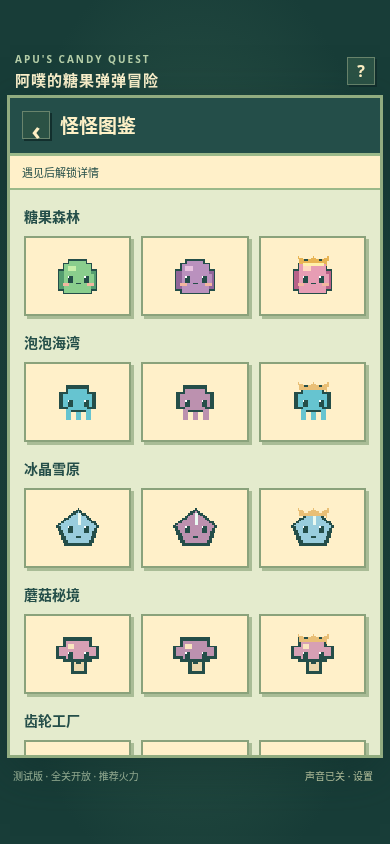 APU'S CANDY QUEST
阿噗的糖果弹弹冒险
?
‹ 怪怪图鉴
遇见后解锁详情
糖果森林
泡泡海湾
冰晶雪原
蘑菇秘境
齿轮工厂
测试版 · 全关开放 · 推荐火力
声音已关 · 设置